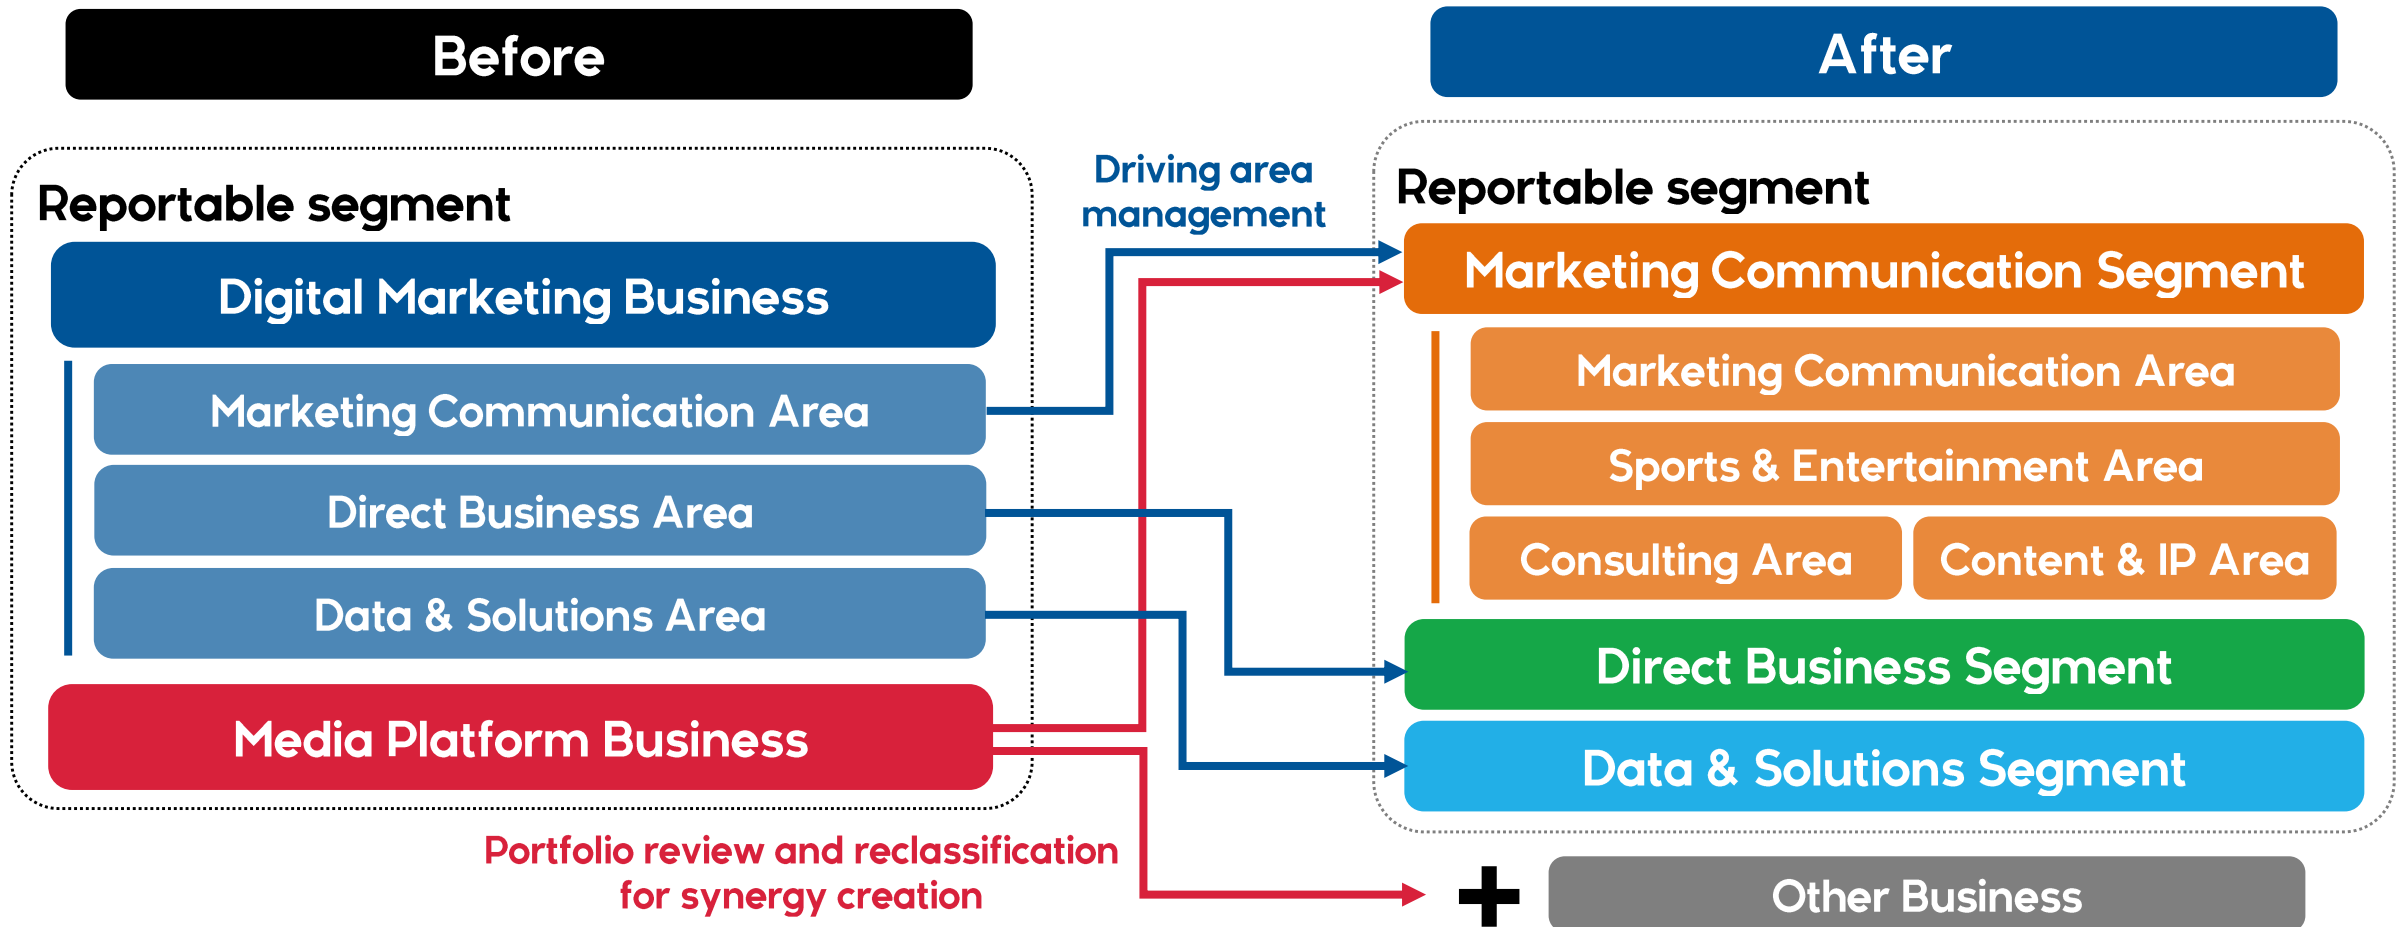 Before
Reportable segment
Digital Marketing Business
Marketing Communication Area
Direct Business Area
Data & Solutions Area
Media Platform Business
Driving area
management
Portfolio review and reclassification
for synergy creation
After
Reportable segment
Marketing Communication Segment
Marketing Communication Area
Sports & Entertainment Area
Consulting Area
Content & IP Area
Direct Business Segment
Data & Solutions Segment
+
Other Business